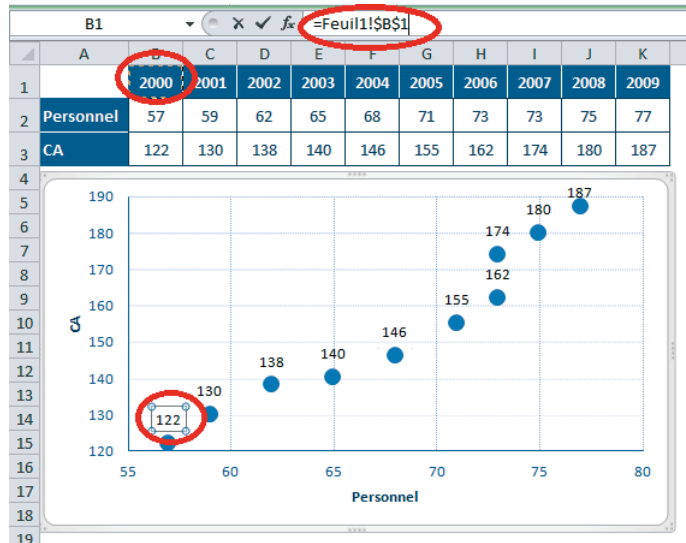 B1 fx =Feuil1!$B$1
A B C D E F G H I J K
1 2000 2001 2002 2003 2004 2005 2006 2007 2008 2009
2 Personnel 57 59 62 65 68 71 73 73 75 77
3 CA 122 130 138 140 146 155 162 174 180 187
4
5 190 187
6 180 180
7 174
8 170 162
9 160 155
10 CA
11 150 146
12 140 138 140
13 130
14 130 122
15 120
16 55 60 65 70 75 80
17 Personnel
18
19